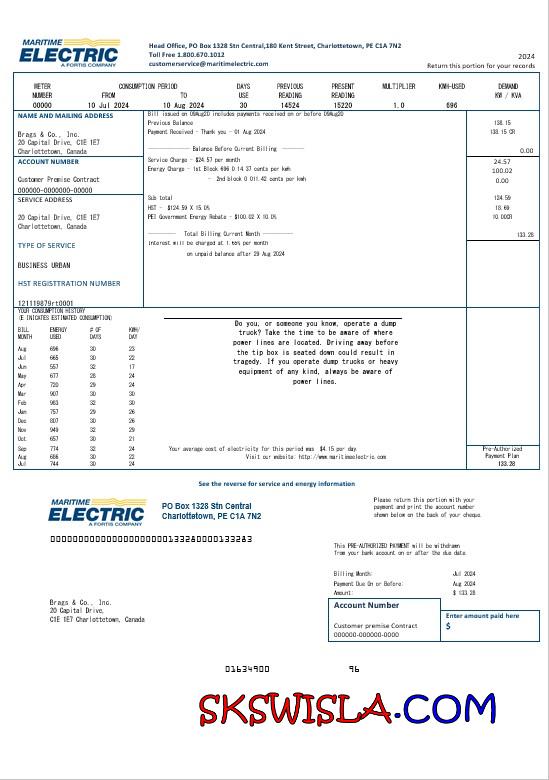 MARITIME
ELECTRIC
A FORTIS COMPANY
Head Office, PO Box 1328 Stn Central,180 Kent Street, Charlottetown, PE C1A 7N2
Toll Free 1.800.670.1012
customerservice@maritimelectric.com
2024
Return this portion for your records
METER CONSUMPTION PERIOD DAYS PREVIOUS PRESENT MULTIPLIER KWH-USED DEMAND
NUMBER FROM TO USE READING READING KW / KVA
00000 10 Jul 2024 10 Aug 2024 30 14524 15220 1.0 696
NAME AND MAILING ADDRESS
Brags & Co., Inc.
20 Capital Drive, C1E 1E7
Charlottetown, Canada
ACCOUNT NUMBER
Customer Premise Contract
000000-0000000-00000
SERVICE ADDRESS
20 Capital Drive, C1E 1E7
Charlottetown, Canada
TYPE OF SERVICE
BUSINESS URBAN
HST REGISTTRATION NUMBER
121119879rt0001
Bill issued on 09Aug20 includes payments received on or before 09Aug20
Previous Balance 138.15
Payment Received - Thank you - 01 Aug 2024 138.15 CR
Balance Before Current Billing 0.00
Service Charge - $24.57 per month 24.57
Energy Charge - 1st Block 696 @ 14.37 cents per kwh 100.02
- 2nd block 0 @11.42 cents per kwh 0.00
Sub total 124.59
HST - $124.59 X 15.0% 18.69
PEI Government Energy Rebate - $100.02 X 10.0% 10.00CR
Total Billing Current Month 133.28
Interest will be charged at 1.65% per month
on unpaid balance after 29 Aug 2024
YOUR CONSUMPTION HISTORY
(E INICATES ESTIMATED CONSUMPTION)
BILL ENERGY # OF KWH/
MONTH USED DAYS DAY
Aug 696 30 23
Jul 665 30 22
Jun 557 32 17
May 677 28 24
Apr 720 29 24
Mar 907 30 30
Feb 963 32 30
Jan 757 29 26
Dec 807 30 26
Nov 949 32 29
Oct 657 30 21
Sep 774 32 24
Aug 686 30 22
Jul 744 30 24
Do you, or someone you know, operate a dump
truck? Take the time to be aware of where
power lines are located. Driving away before
the tip box is seated down could result in
tragedy. If you operate dump trucks or heavy
equipment of any kind, always be aware of
power lines.
Your average cost of electricity for this period was $4.15 per day.
Visit our website: http://www.maritimeelectric.com
Pre-Authorized
Payment Plan
133.28
See the reverse for service and energy information
MARITIME
ELECTRIC
A FORTIS COMPANY
PO Box 1328 Stn Central
Charlottetown, PE C1A 7N2
Please return this portion with your
payment and print the account number
shown below on the back of your cheque.
This PRE-AUTHORIZED PAYMENT will be withdrawn
from your bank account on or after the due date.
Billing Month: Jul 2024
Payment Due On or Before: Aug 2024
Amount: $ 133.28
Brags & Co., Inc.
20 Capital Drive,
C1E 1E7 Charlottetown, Canada
Account Number
Customer premise Contract
000000-000000-0000
Enter amount paid here
$
01634900 96
SKSWISLA.COM